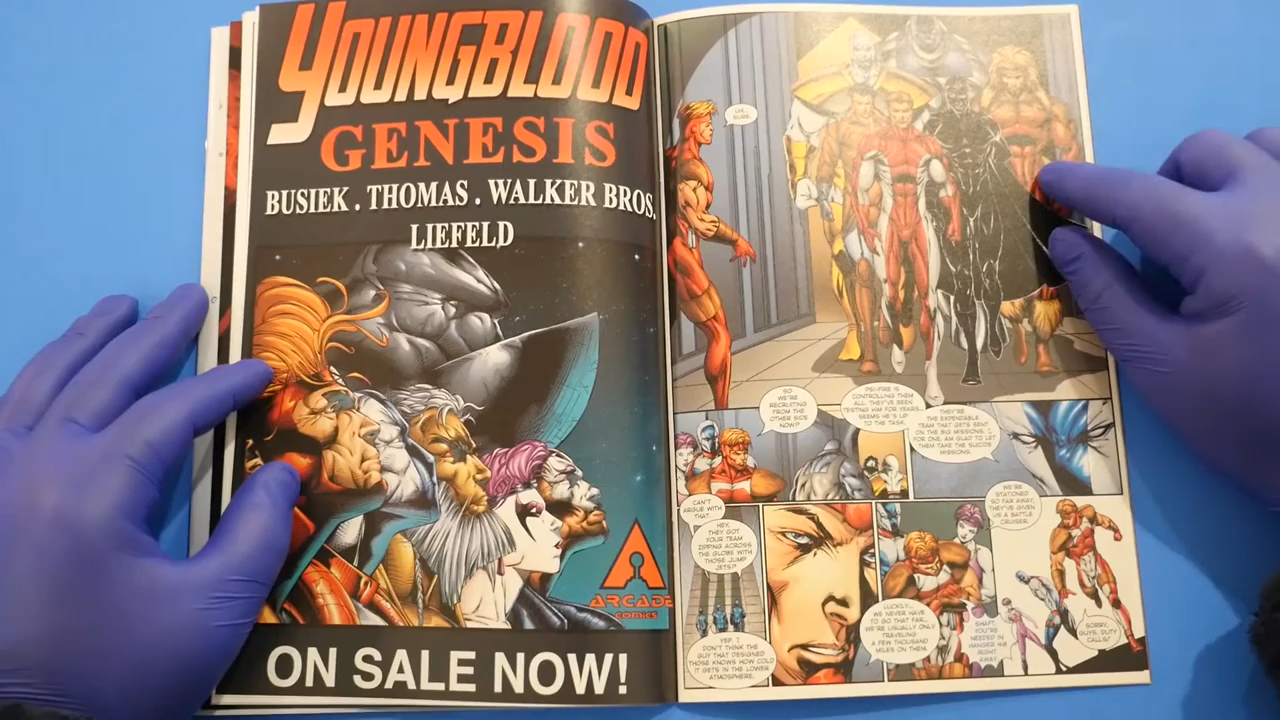 YOUNGBLOOD
GENESIS
BUSIEK . THOMAS . WALKER BROS.
LIEFELD
ARCADE
COMICS
ON SALE NOW!
UH...
SURE.
SO
WE'RE
RECRUITING
FROM THE
OTHER SIDE
NOW?
PSI-FIRE IS
CONTROLLING THEM
ALL. THEY'VE BEEN
TESTING HIM FOR YEARS...
SEEMS HE'S UP
TO THE TASK.
THEY'RE
THE EXPENDABLE
TEAM THAT GETS SENT
ON THE BIG MISSIONS. I,
FOR ONE, AM GLAD TO LET
THEM TAKE THE SUICIDE
MISSIONS.
CAN'T
ARGUE WITH
THAT.
HEY,
THEY GOT
YOUR TEAM
ZIPPING ACROSS
THE GLOBE WITH
THOSE JUMP
JETS?
YEP. I
DON'T THINK THE
GUY THAT DESIGNED
THOSE KNOWS HOW COLD
IT GETS IN THE LOWER
ATMOSPHERE.
LUCKILY...
WE NEVER HAVE
TO GO THAT FAR...
WE'RE USUALLY ONLY
TRAVELING
A FEW THOUSAND
MILES ON THEM.
WE'RE
STATIONED
SO FAR AWAY,
THEY'VE GIVEN
US A BATTLE
CRUISER.
SHAFT,
YOU'RE
NEEDED IN
HANGER 49
RIGHT
AWAY.
SORRY,
GUYS, DUTY
CALLS!